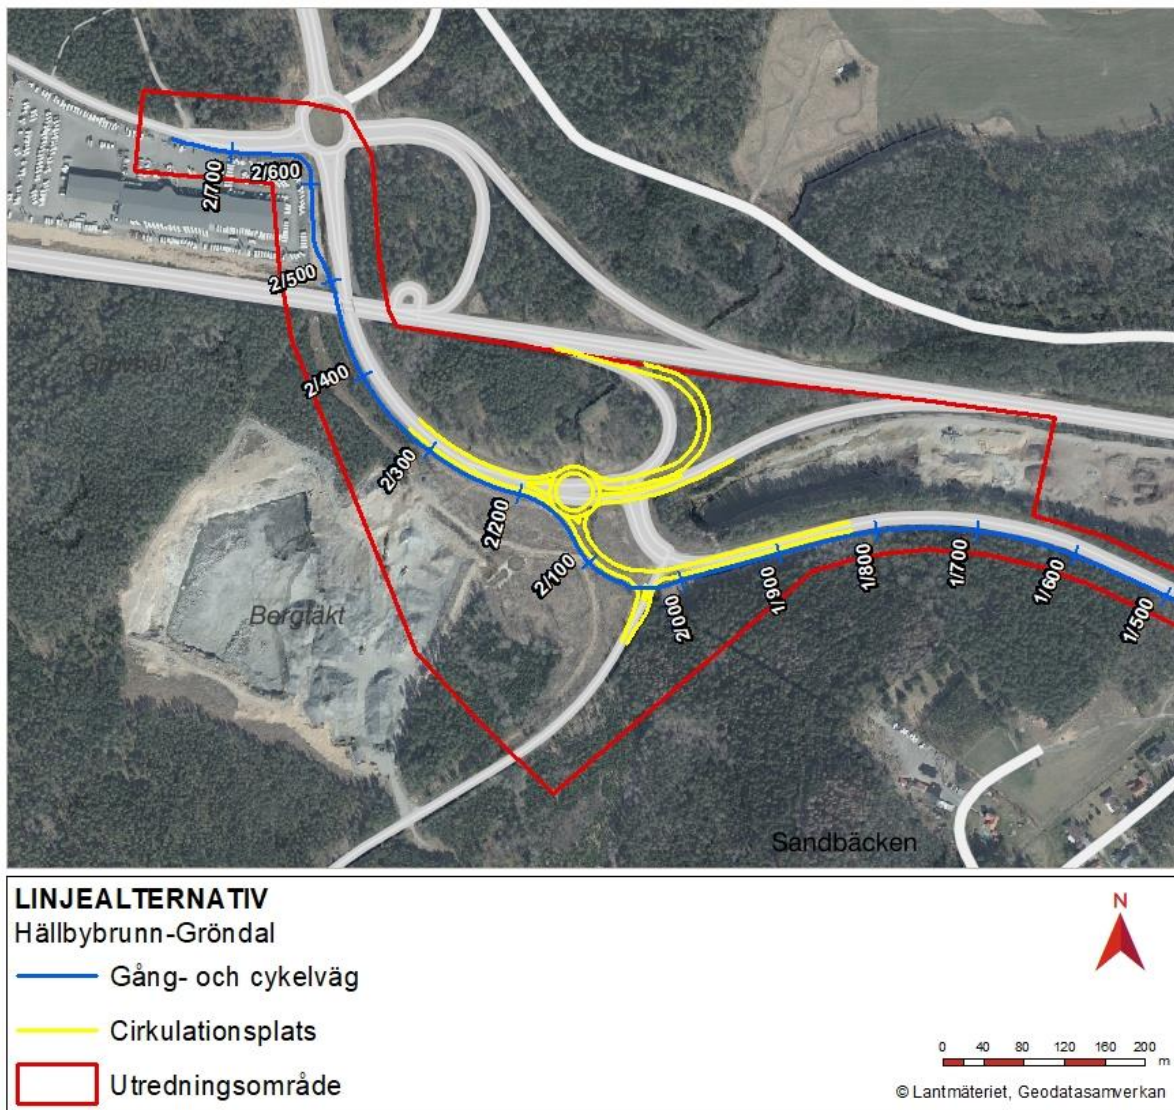 2/700
2/600
2/500
2/400
2/300
2/200
2/100
2/000
1/900
1/800
1/700
1/600
1/500
Bergtäkt
Sandbäcken
LINJEALTERNATIV
Hällbybrunn-Gröndal
Gång- och cykelväg
Cirkulationsplats
Utredningsområde
N
0 40 80 120 160 200
m
© Lantmäteriet, Geodatasamverkan